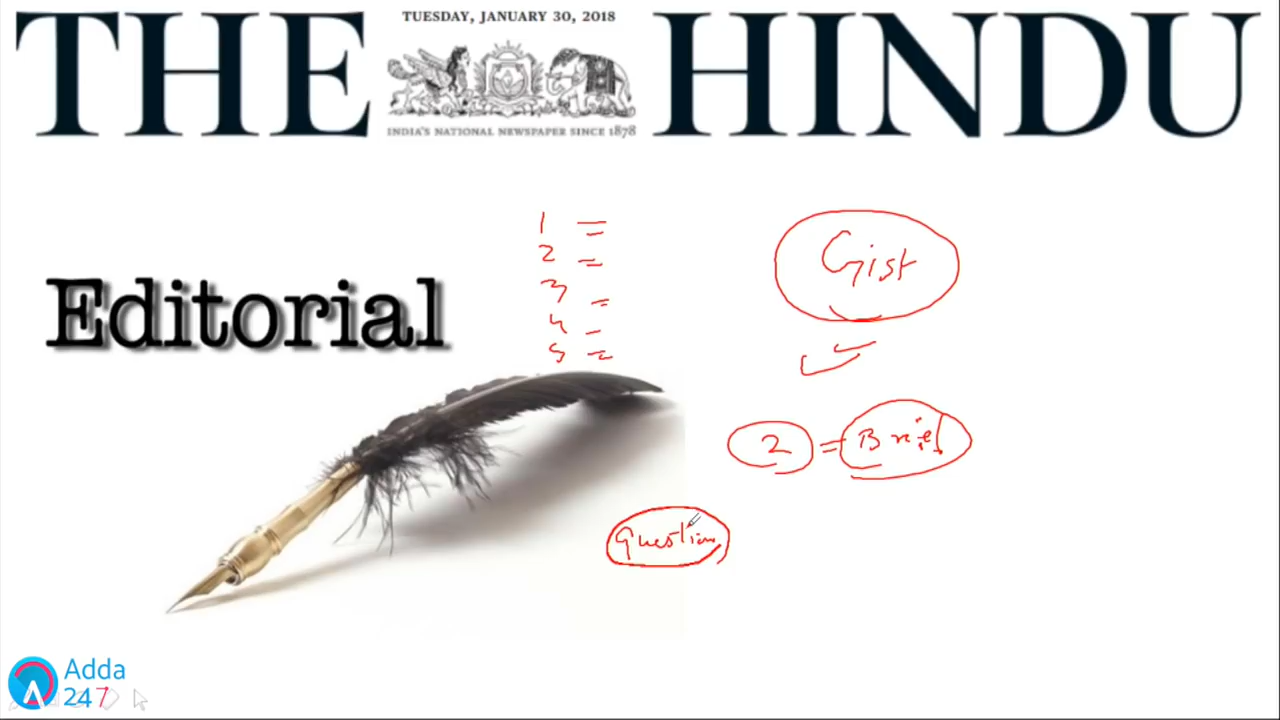 TUESDAY, JANUARY 30, 2018
THE HINDU
INDIA'S NATIONAL NEWSPAPER SINCE 1878
Editorial
1 =
2 =
3 =
4 =
5 =
Gist
2 = Brief
Question
Adda
247